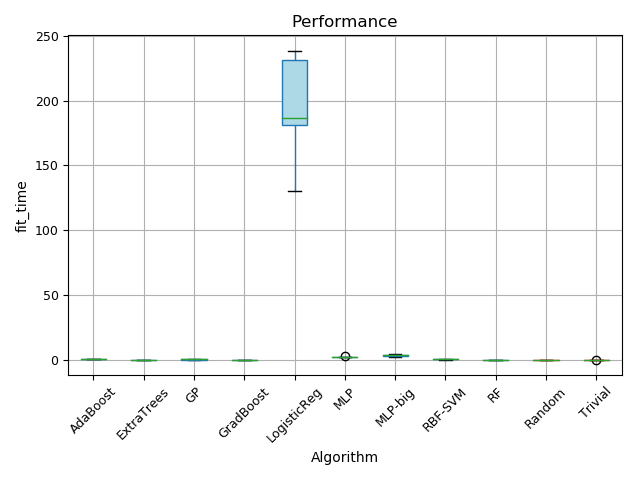 Performance
250
200
150
100
50
0
fit_time
AdaBoost
ExtraTrees
GP
GradBoost
LogisticReg
MLP
MLP-big
RBF-SVM
RF
Random
Trivial
Algorithm